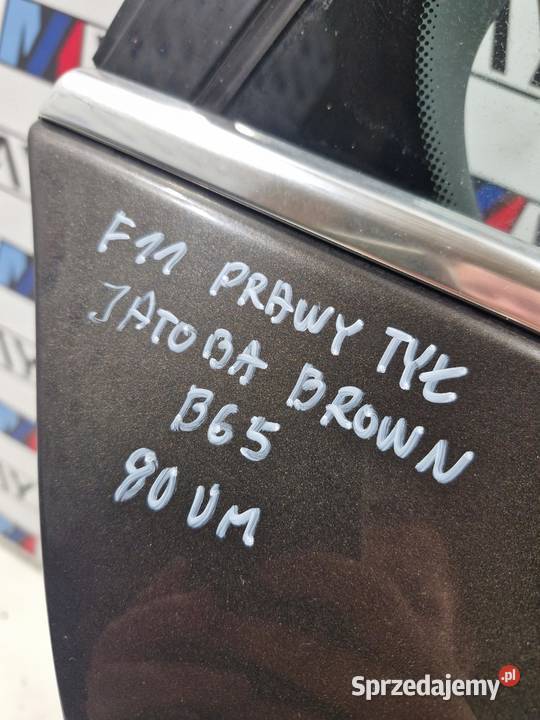 F11 PRAWY TYŁ
JATOBA BROWN
B65
80 UM
Sprzedajemy.pl